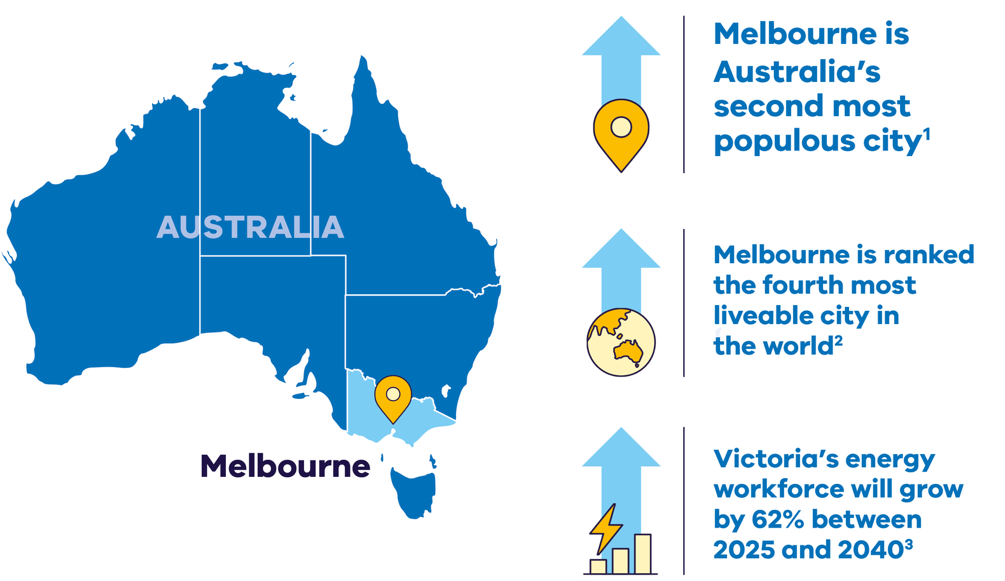 AUSTRALIA
Melbourne
Melbourne is
Australia’s
second most
populous city¹
Melbourne is ranked
the fourth most
liveable city in
the world²
Victoria’s energy
workforce will grow
by 62% between
2025 and 2040³